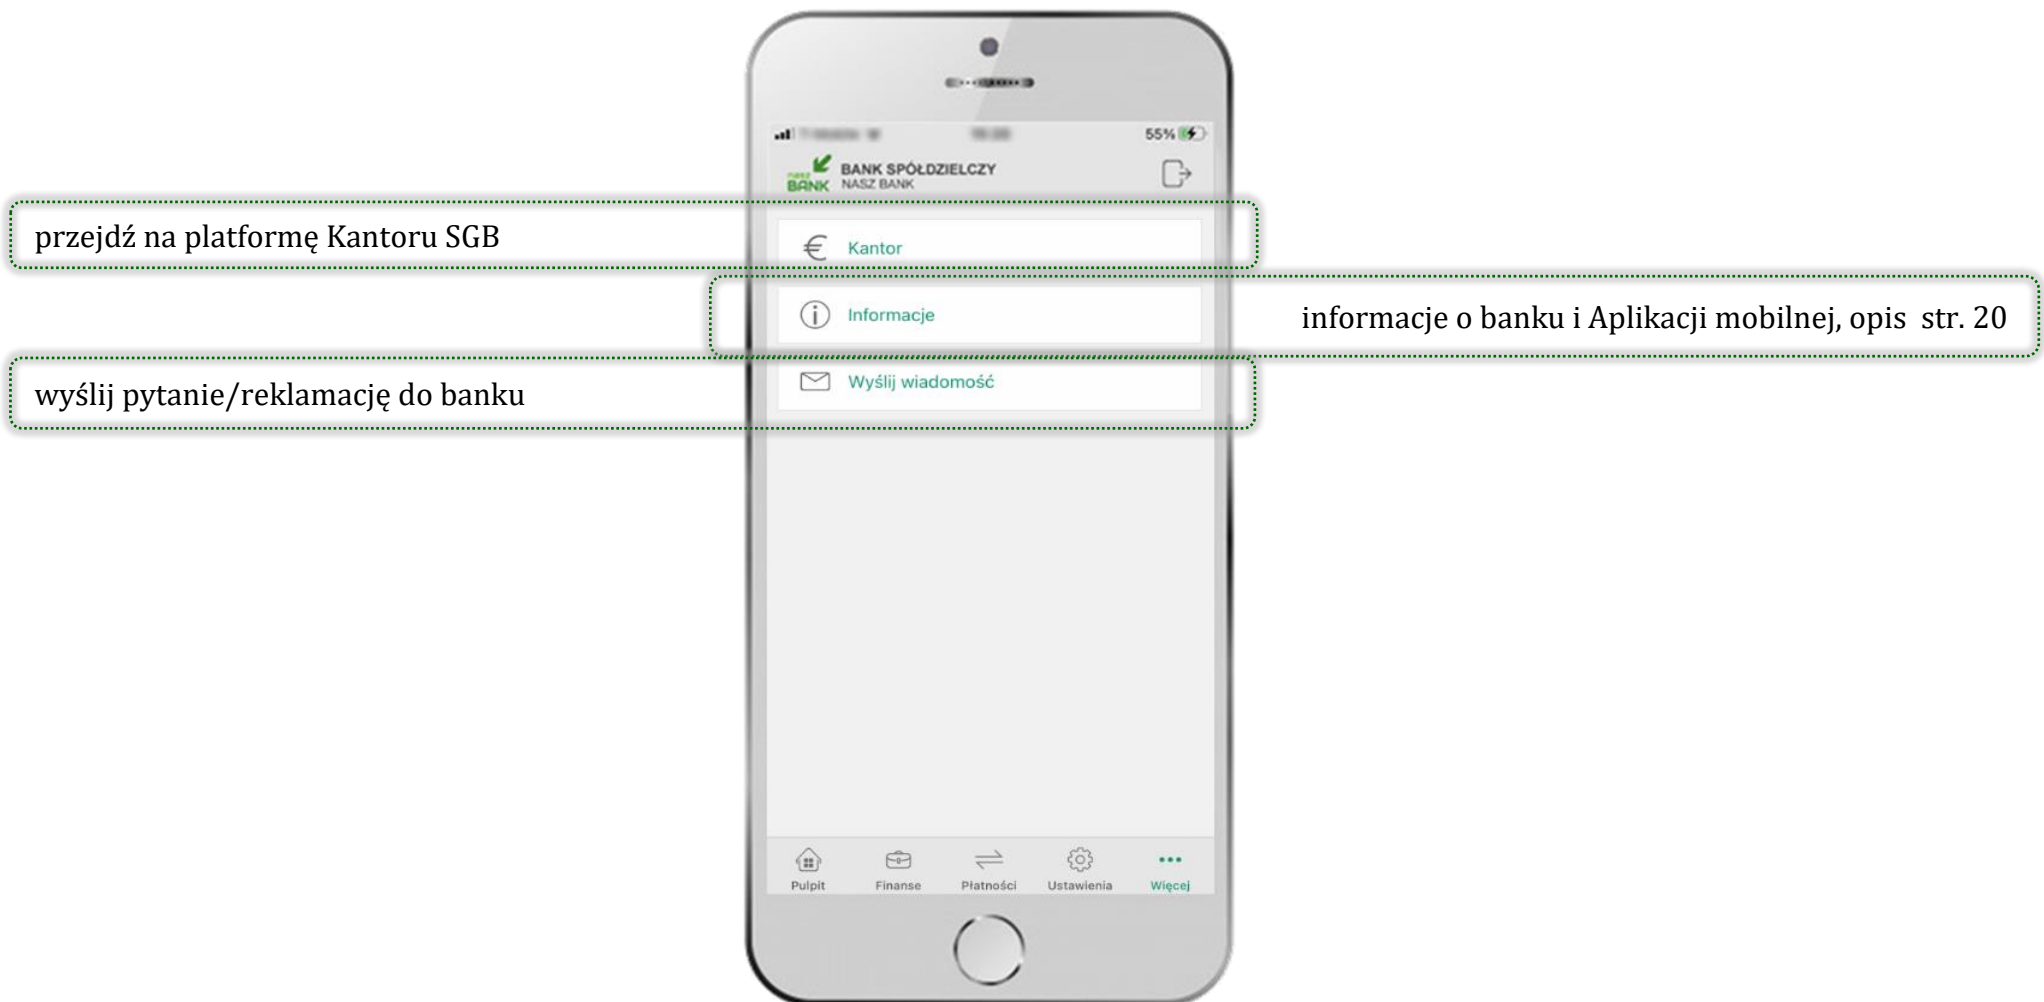 55%
nasz
BANK
BANK SPÓŁDZIELCZY
NASZ BANK
przejdź na platformę Kantoru SGB
Kantor
Informacje
informacje o banku i Aplikacji mobilnej, opis  str. 20
wyślij pytanie/reklamację do banku
Wyślij wiadomość
Pulpit Finanse Płatności Ustawienia Więcej